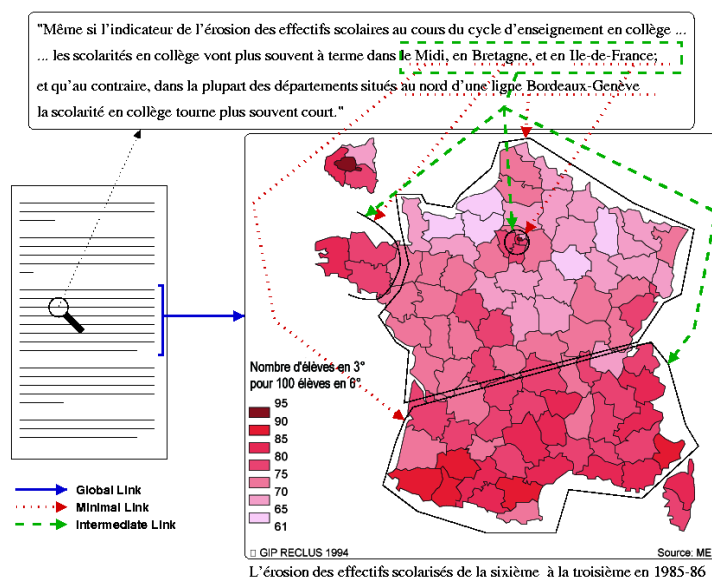 "Même si l'indicateur de l'érosion des effectifs scolaires au cours du cycle d'enseignement en collège ...
... les scolarités en collège vont plus souvent à terme dans le Midi, en Bretagne, et en Ile-de-France;
et qu'au contraire, dans la plupart des départements situés au nord d'une ligne Bordeaux-Genève
la scolarité en collège tourne plus souvent court."
Nombre d'élèves en 3°
pour 100 élèves en 6°
95
90
85
80
75
70
65
61
Global Link
Minimal Link
Intermediate Link
GIP RECLUS 1994
Source: ME
L'érosion des effectifs scolarisés de la sixième à la troisième en 1985-86